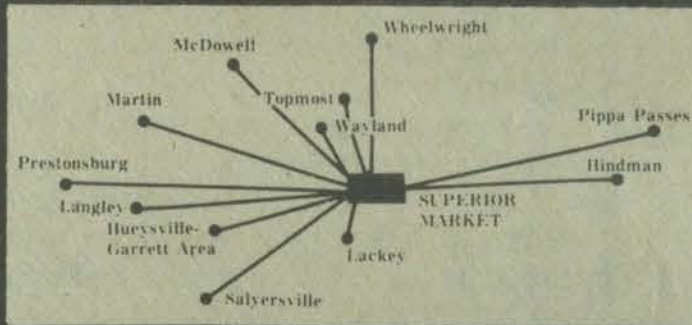 Wheelwright
McDowell
Topmost
Martin
Wayland
Pippa Passes
Prestonsburg
Hindman
Langley
SUPERIOR
MARKET
Hueysville-
Garrett Area
Lackey
Salyersville